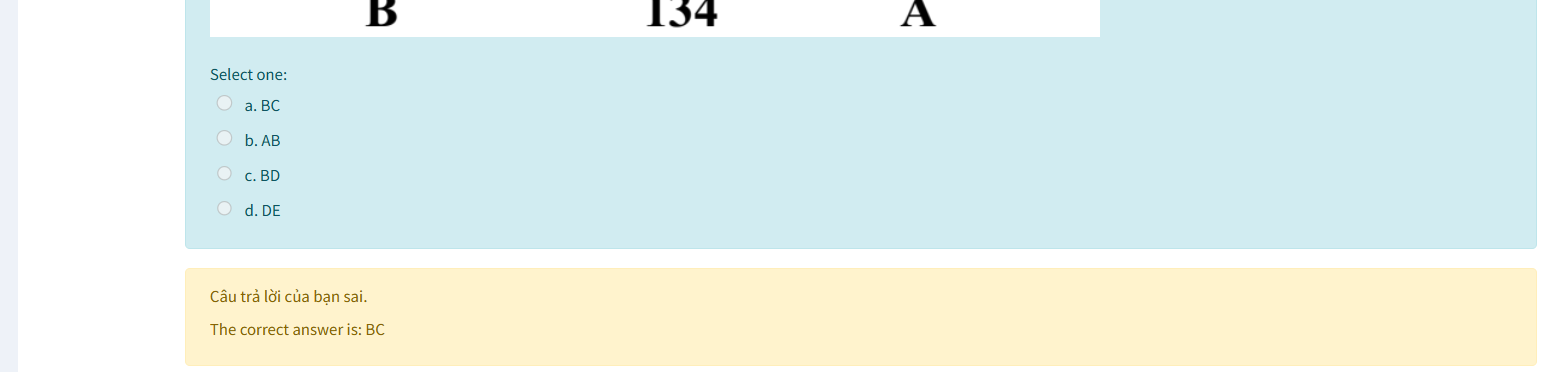 B 134 A
Select one:
a. BC
b. AB
c. BD
d. DE
Câu trả lời của bạn sai.
The correct answer is: BC